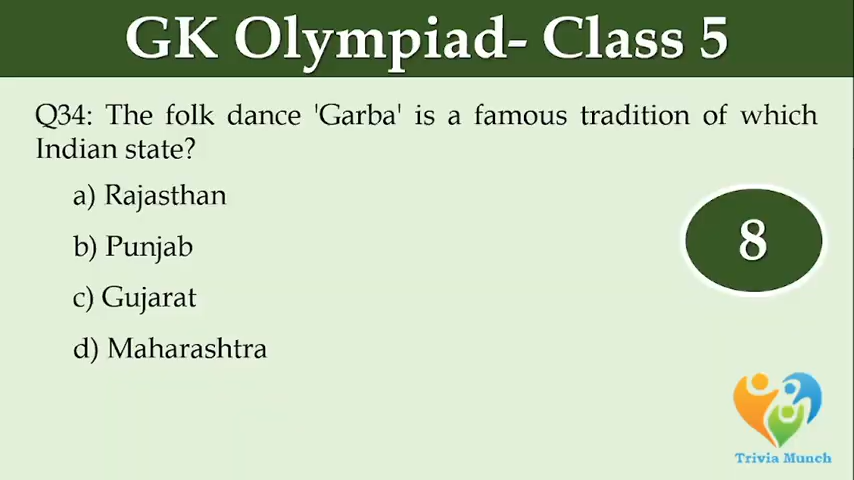 GK Olympiad- Class 5
Q34: The folk dance 'Garba' is a famous tradition of which
Indian state?
a) Rajasthan
b) Punjab
c) Gujarat
d) Maharashtra
8
Trivia Munch